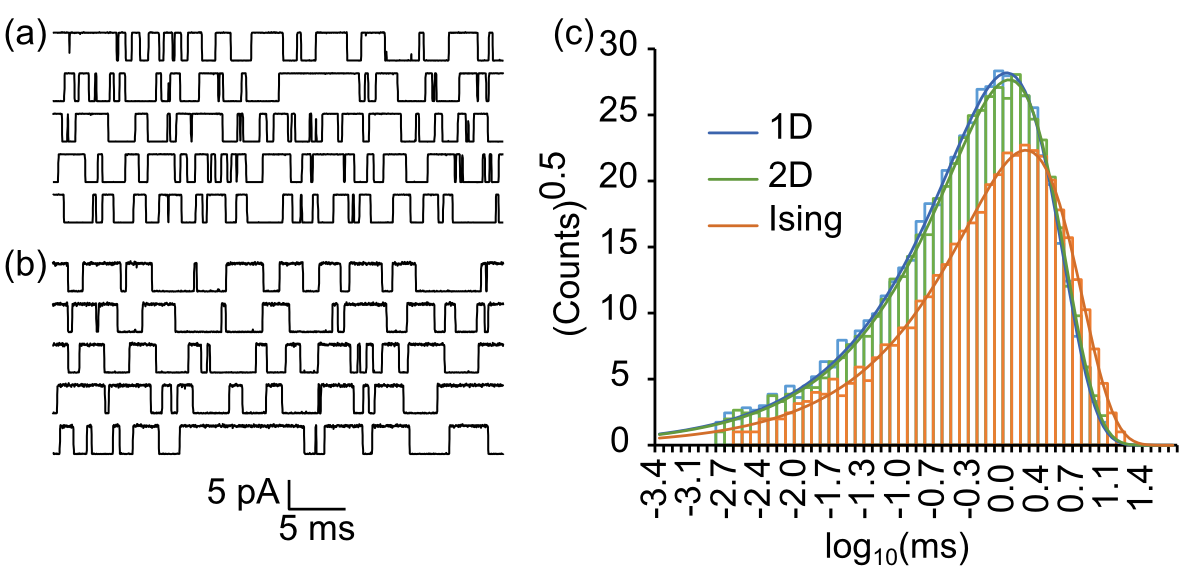 (a)
(b)
5 pA
5 ms
(c)
(Counts)^0.5
30
25
20
15
10
5
0
1D
2D
Ising
-3.4 -3.1 -2.7 -2.4 -2.0 -1.7 -1.3 -1.0 -0.7 -0.3 0.0 0.4 0.7 1.1 1.4
log₁₀(ms)